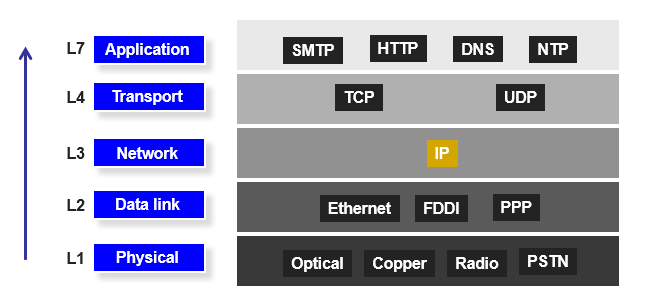 L7 Application SMTP HTTP DNS NTP
L4 Transport TCP UDP
L3 Network IP
L2 Data link Ethernet FDDI PPP
L1 Physical Optical Copper Radio PSTN